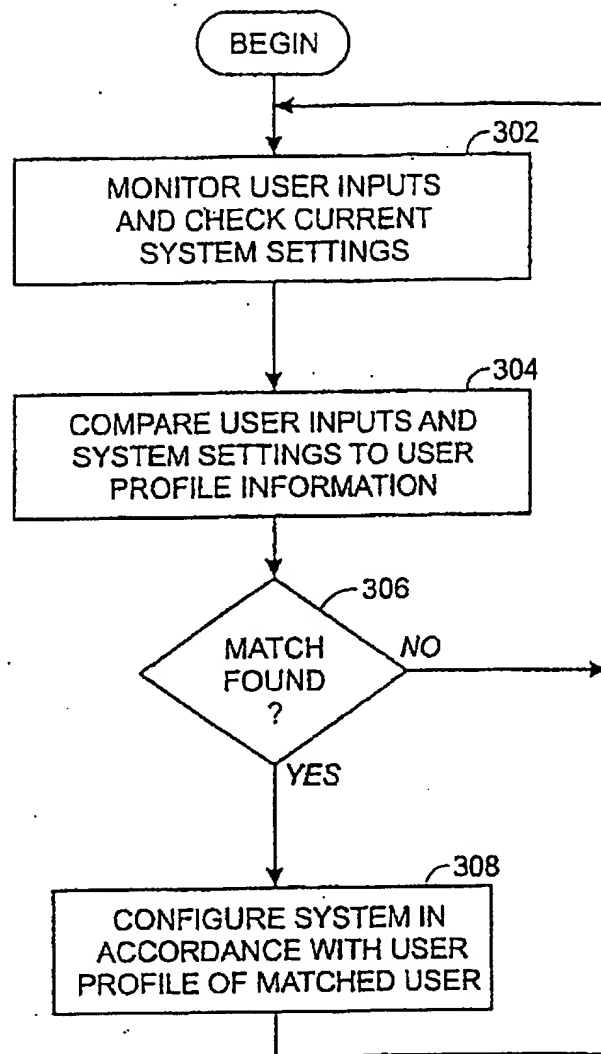 BEGIN
302
MONITOR USER INPUTS
AND CHECK CURRENT
SYSTEM SETTINGS
304
COMPARE USER INPUTS AND
SYSTEM SETTINGS TO USER
PROFILE INFORMATION
306
MATCH
FOUND
?
NO
YES
308
CONFIGURE SYSTEM IN
ACCORDANCE WITH USER
PROFILE OF MATCHED USER